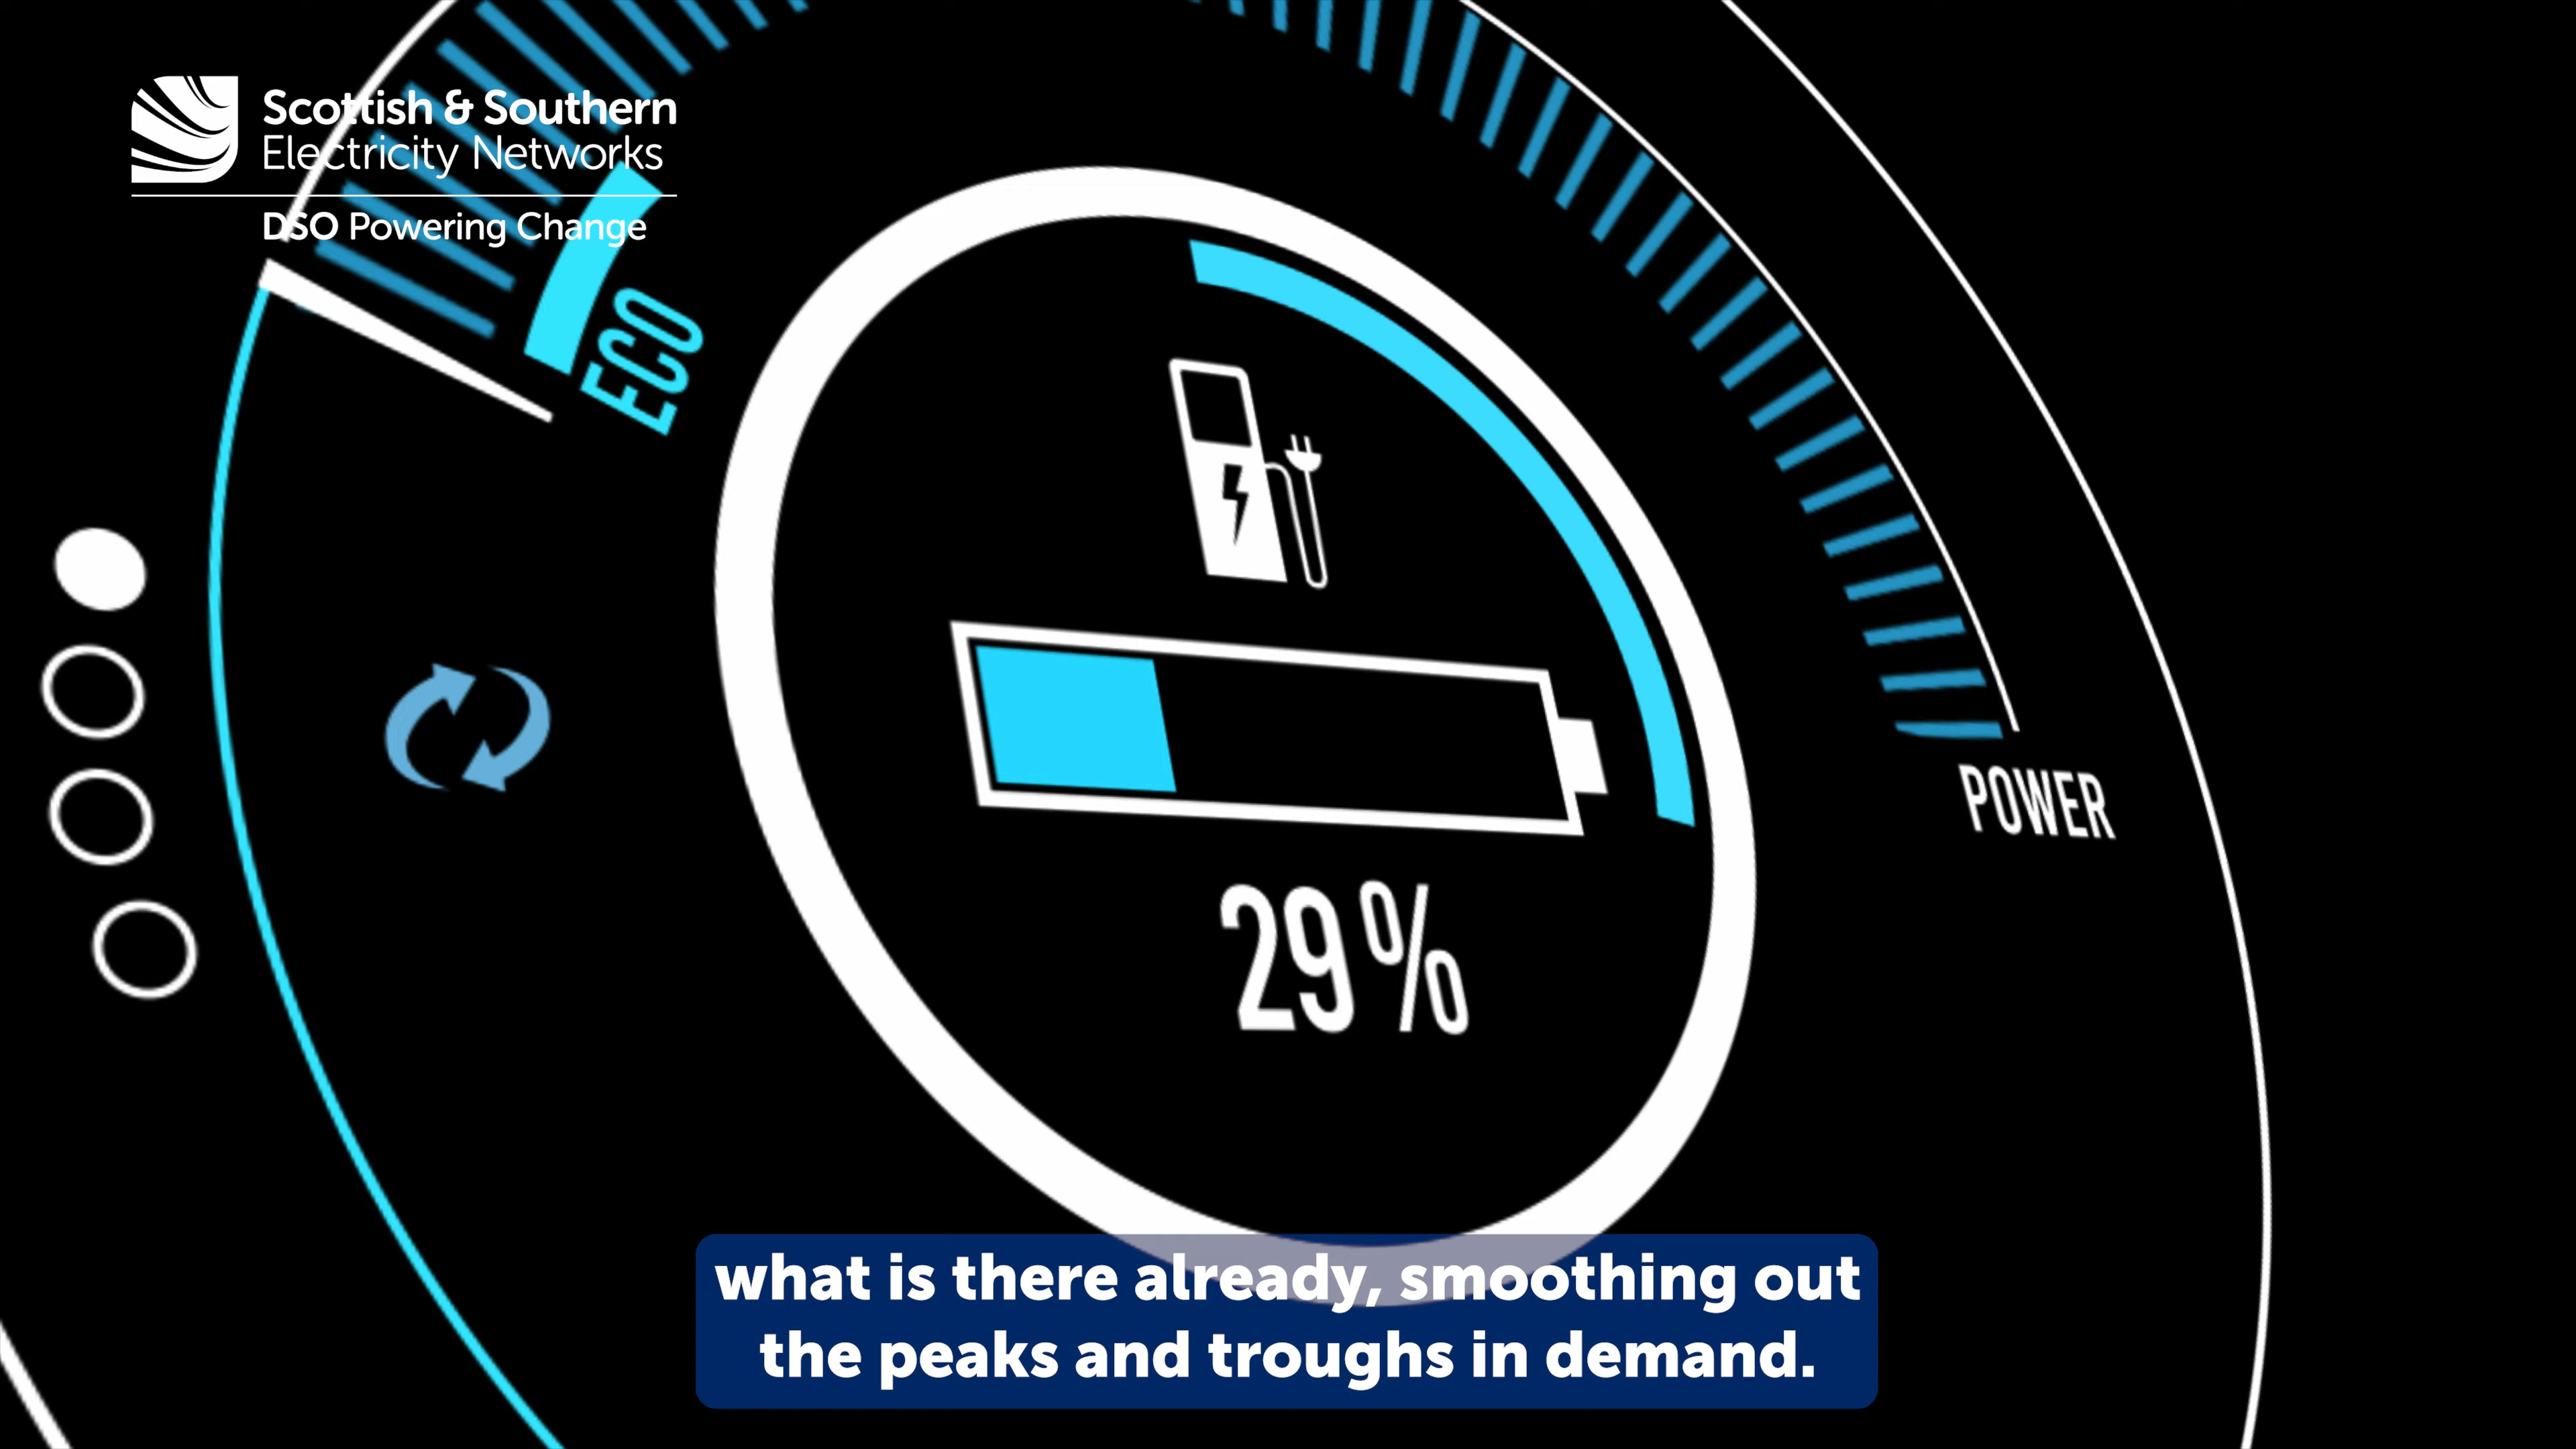 Scottish & Southern
Electricity Networks
DSO Powering Change
ECO
POWER
29%
what is there already, smoothing out
the peaks and troughs in demand.